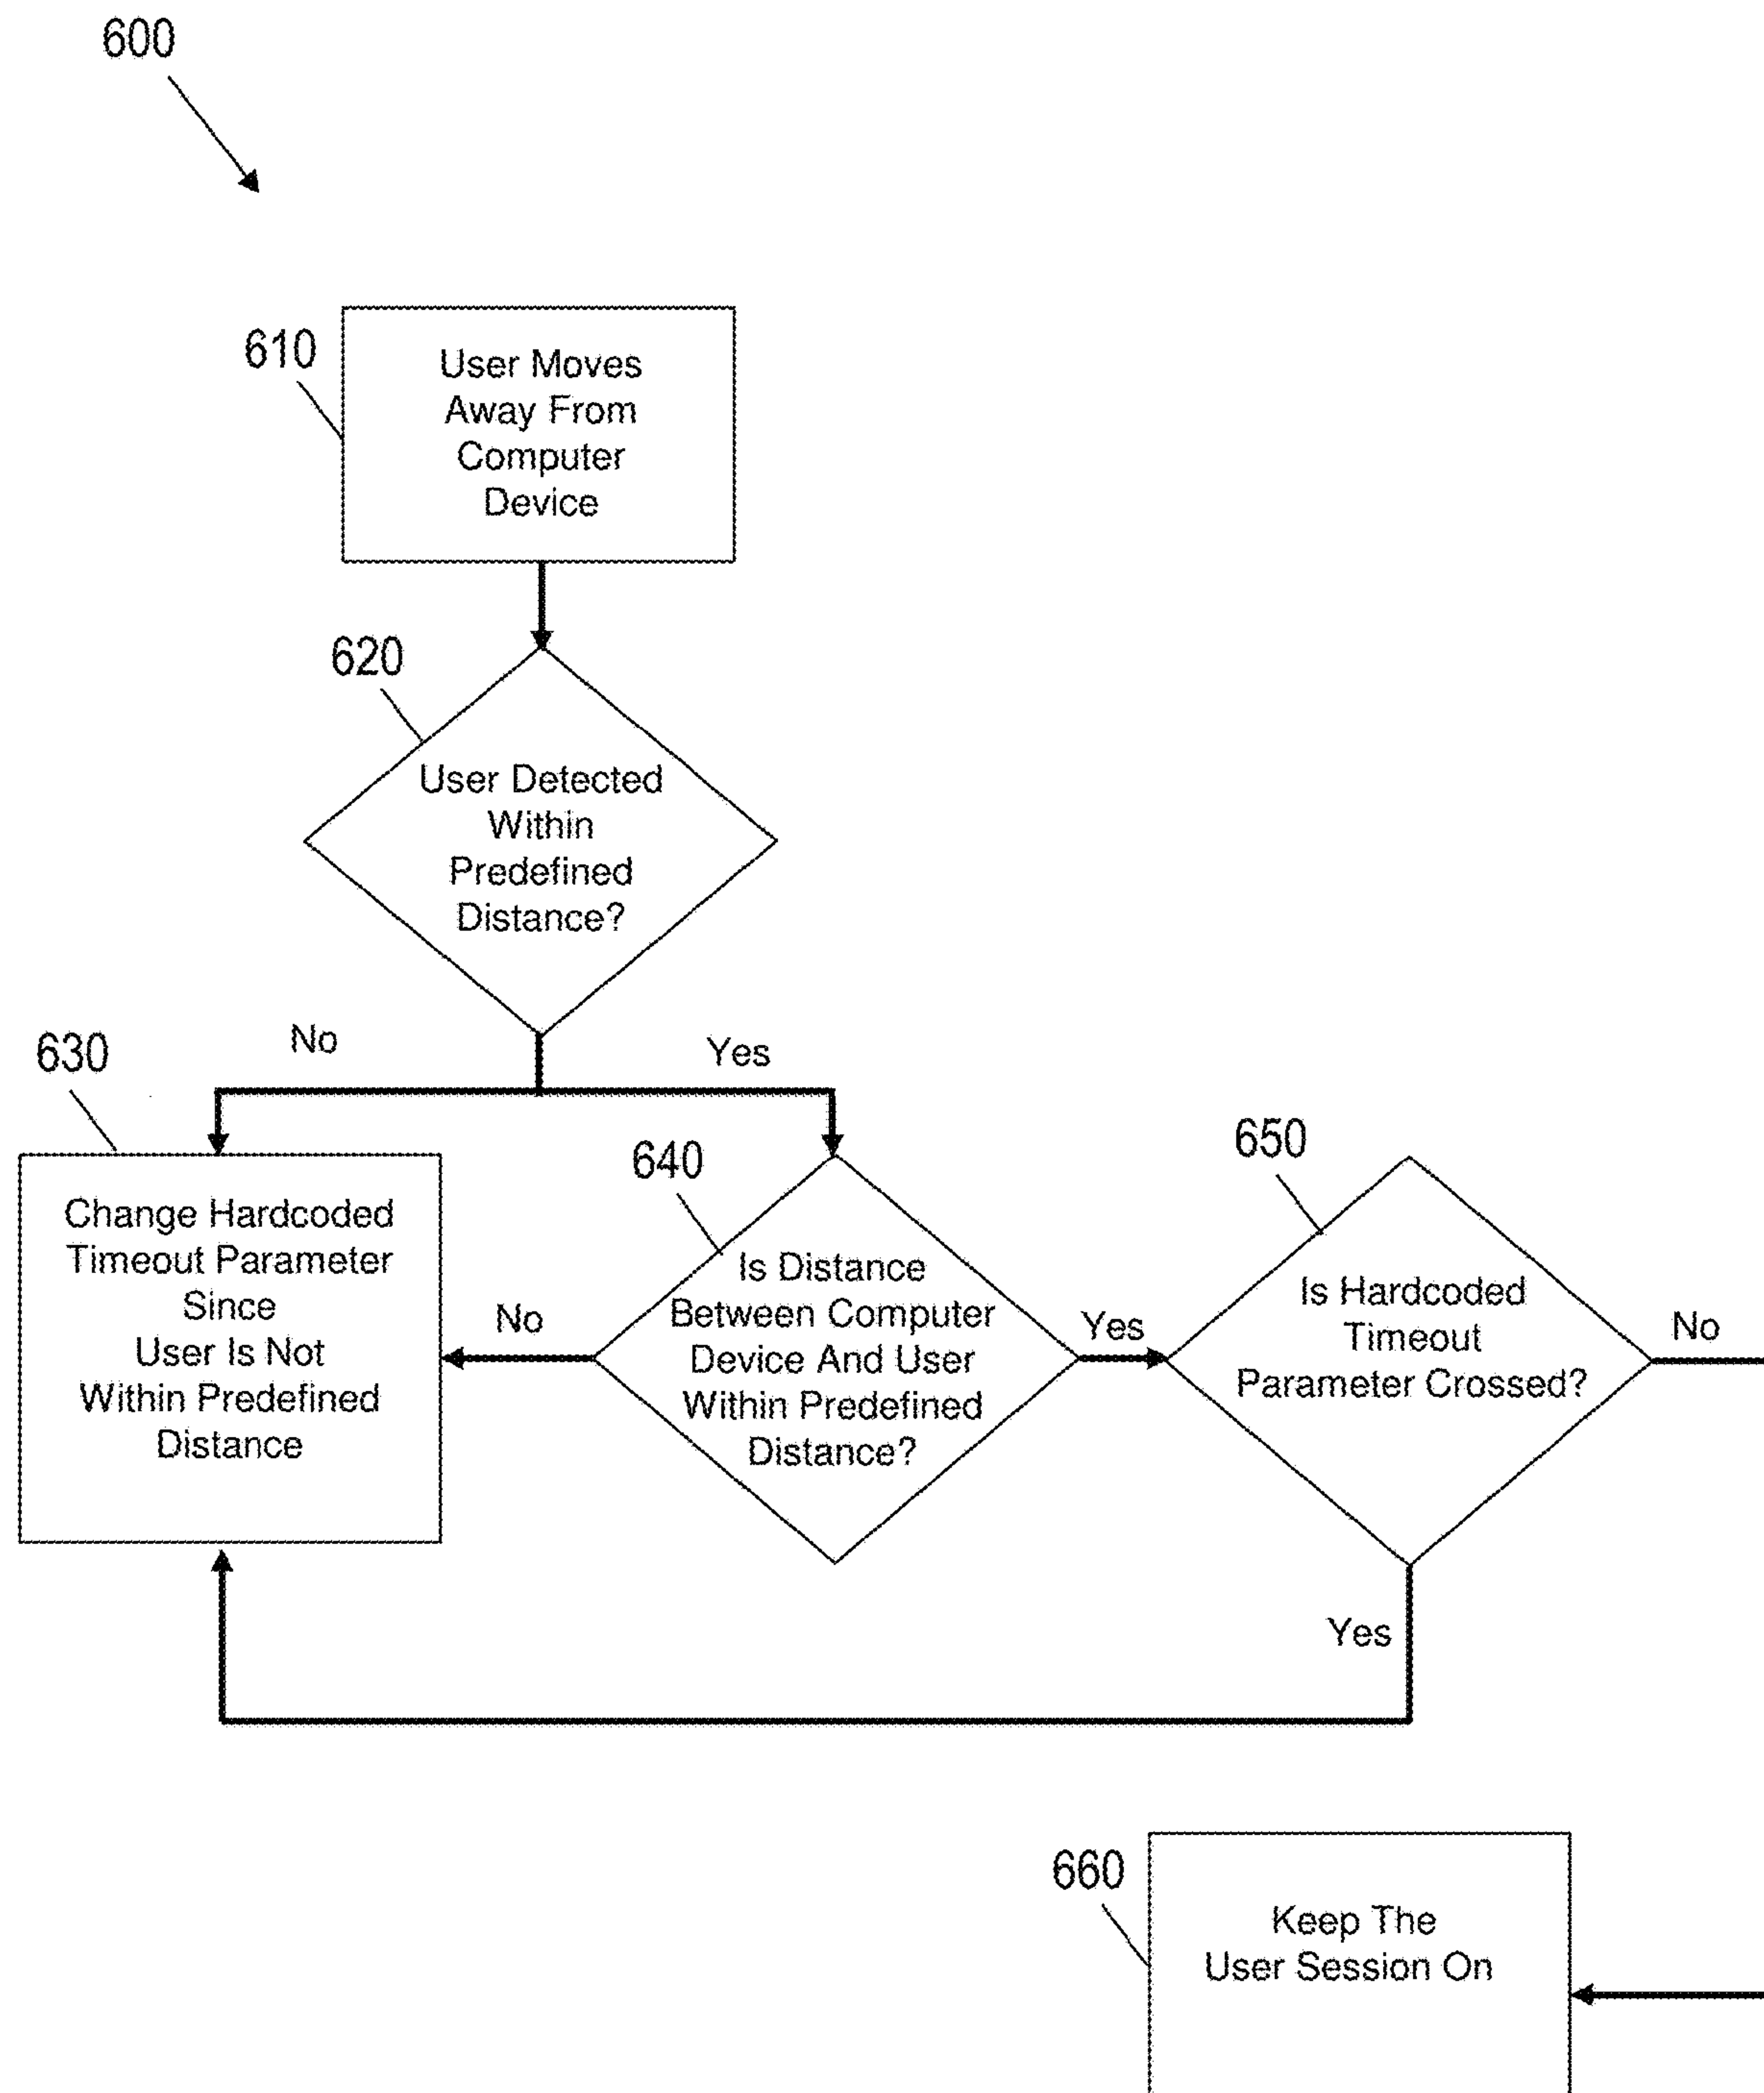 600
610
User Moves
Away From
Computer
Device
620
User Detected
Within
Predefined
Distance?
No
Yes
630
Change Hardcoded
Timeout Parameter
Since
User Is Not
Within Predefined
Distance
No
640
Is Distance
Between Computer
Device And User
Within Predefined
Distance?
Yes
650
Is Hardcoded
Timeout
Parameter Crossed?
No
Yes
660
Keep The
User Session On